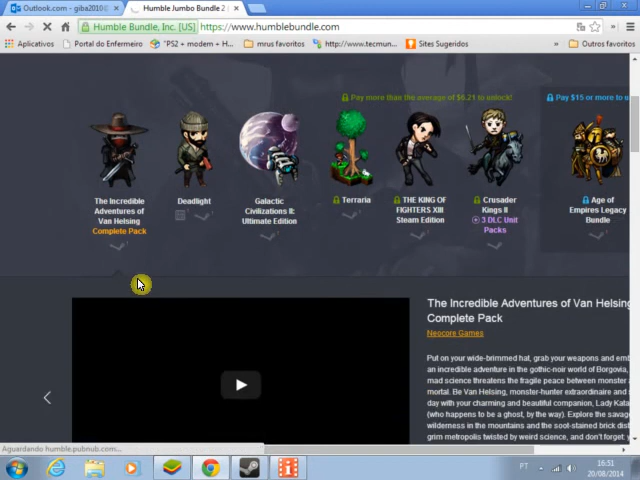 Outlook.com - giba2010@
Humble Jumbo Bundle 2 |
Humble Bundle, Inc. [US] https://www.humblebundle.com
Aplicativos
Portal do Enfermeiro
"PS2 + modem + H...
mrus favoritos
http://www.tecmun...
Sites Sugeridos
»
Outros favoritos
Pay more than the average of $6.21 to unlock!
Pay $15 or more to u
The Incredible
Adventures of
Van Helsing
Complete Pack
Deadlight
Galactic
Civilizations II:
Ultimate Edition
Terraria
THE KING OF
FIGHTERS XIII
Steam Edition
Crusader
Kings II
3 DLC Unit
Packs
Age of
Empires Legacy
Bundle
The Incredible Adventures of Van Helsing
Complete Pack
Neocore Games
Put on your wide-brimmed hat, grab your weapons and emb
an incredible adventure in the gothic-noir world of Borgovia,
mad science threatens the fragile peace between monster
mortal. Be Van Helsing, monster-hunter extraordinaire and
day with your charming and beautiful companion, Lady Kata
(who happens to be a ghost, by the way). Explore the savage
wilderness in the mountains and the soot-stained brick dist
grim metropolis twisted by weird science, and don't forget:
Aguardando humble.pubnub.com...
PT
16:51
20/08/2014